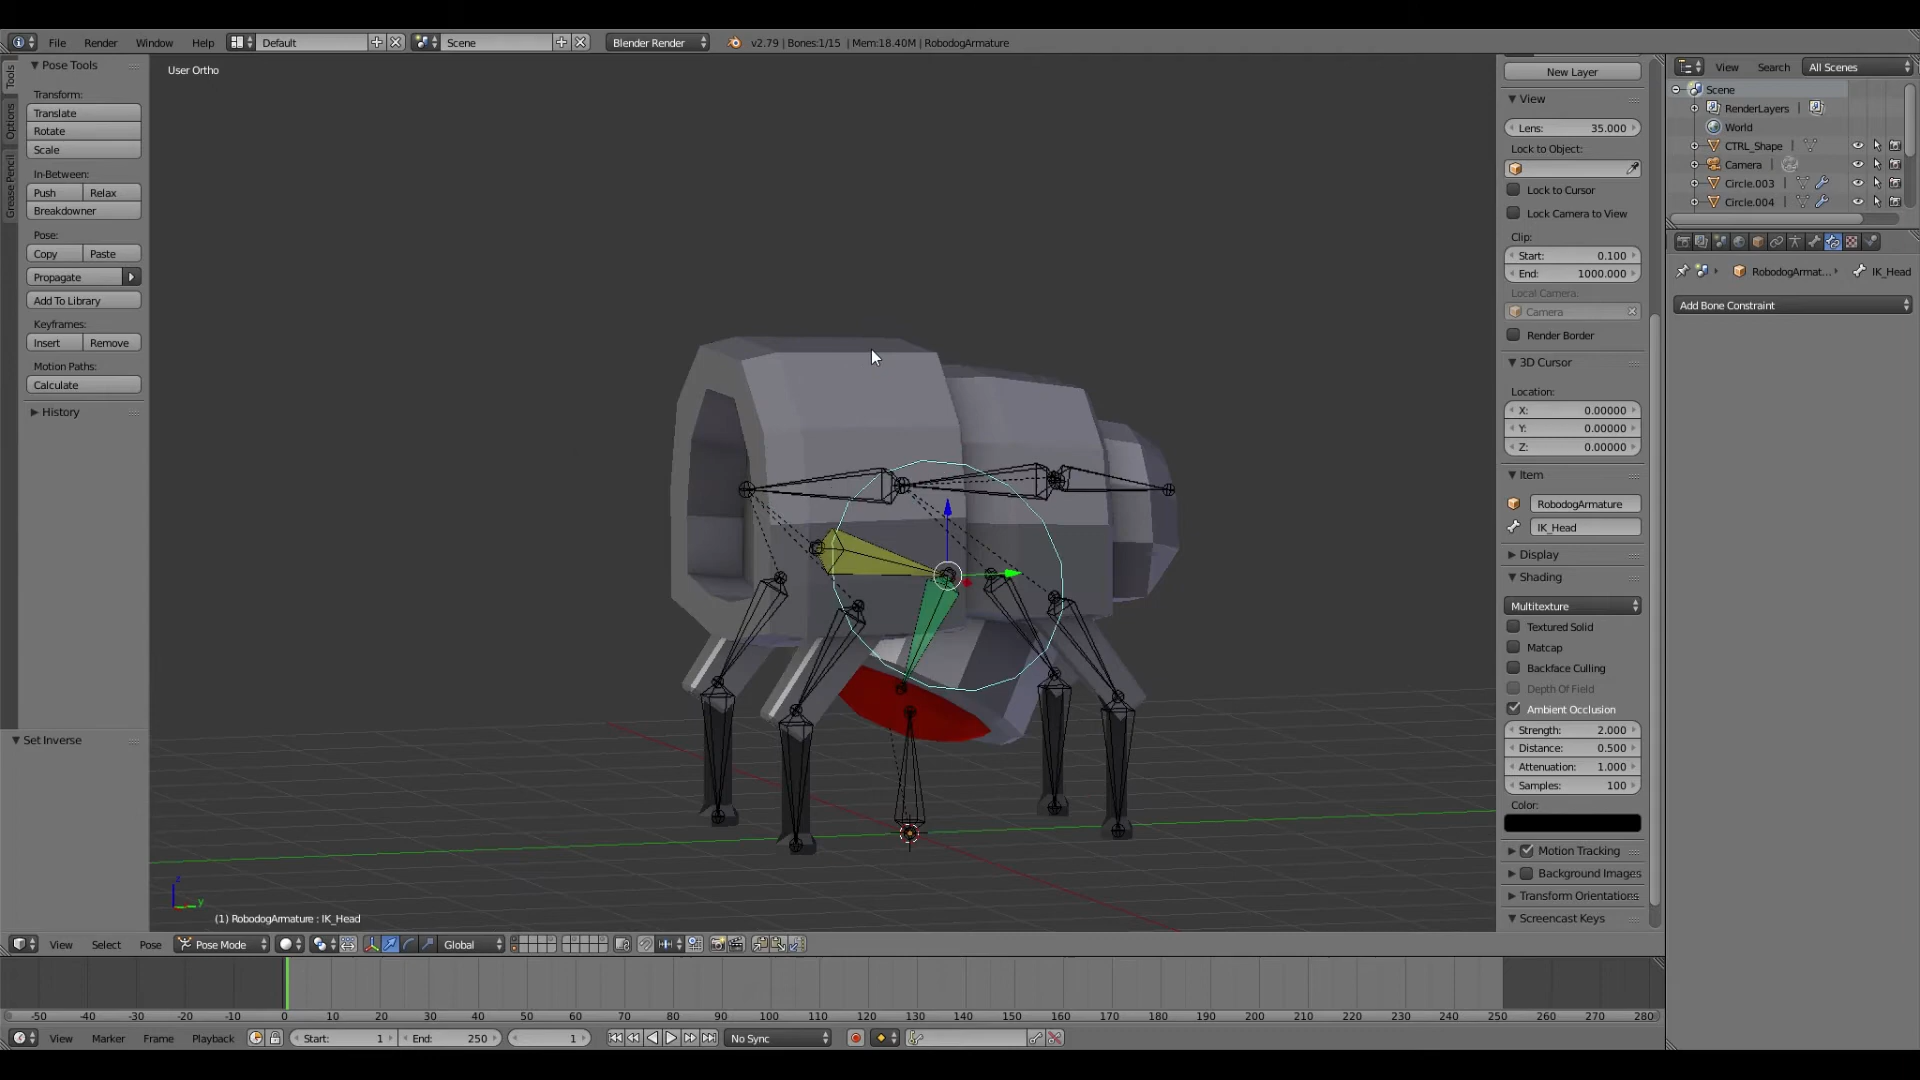 File Render Window Help Default Scene Blender Render v2.79 | Bones:1/15 | Mem:18.40M | RobodogArmature
Tools
Options
Grease Pencil
Pose Tools
Transform:
Translate
Rotate
Scale
In-Between:
Push Relax
Breakdowner
Pose:
Copy Paste
Propagate
Add To Library
Keyframes:
Insert Remove
Motion Paths:
Calculate
History
Set Inverse
User Ortho
z
y
(1) RobodogArmature : IK_Head
New Layer
View
Lens: 35.000
Lock to Object:
Lock to Cursor
Lock Camera to View
Clip:
Start: 0.100
End: 1000.000
Local Camera:
Camera
Render Border
3D Cursor
Location:
X: 0.00000
Y: 0.00000
Z: 0.00000
Item
RobodogArmature
IK_Head
Display
Shading
Multitexture
Textured Solid
Matcap
Backface Culling
Depth Of Field
Ambient Occlusion
Strength: 2.000
Distance: 0.500
Attenuation: 1.000
Samples: 100
Color:
Motion Tracking
Background Images
Transform Orientations
Screencast Keys
View Search All Scenes
Scene
RenderLayers
World
CTRL_Shape
Camera
Circle.003
Circle.004
RobodogArmat... IK_Head
Add Bone Constraint
View Select Pose Pose Mode Global
-50 -40 -30 -20 -10 0 10 20 30 40 50 60 70 80 90 100 110 120 130 140 150 160 170 180 190 200 210 220 230 240 250 260 270 280
View Marker Frame Playback Start: 1 End: 250 1 No Sync